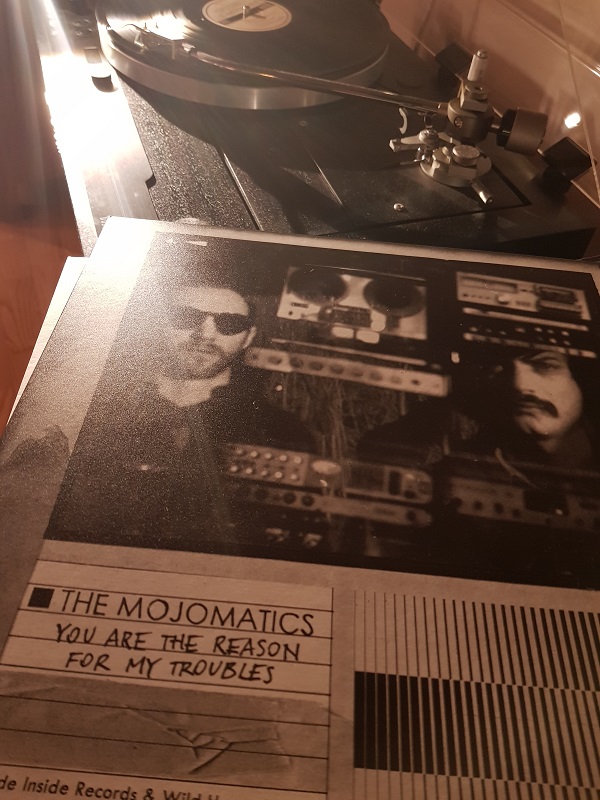 THE MOJOMATICS
YOU ARE THE REASON
FOR MY TROUBLES
de Inside Records & Wild